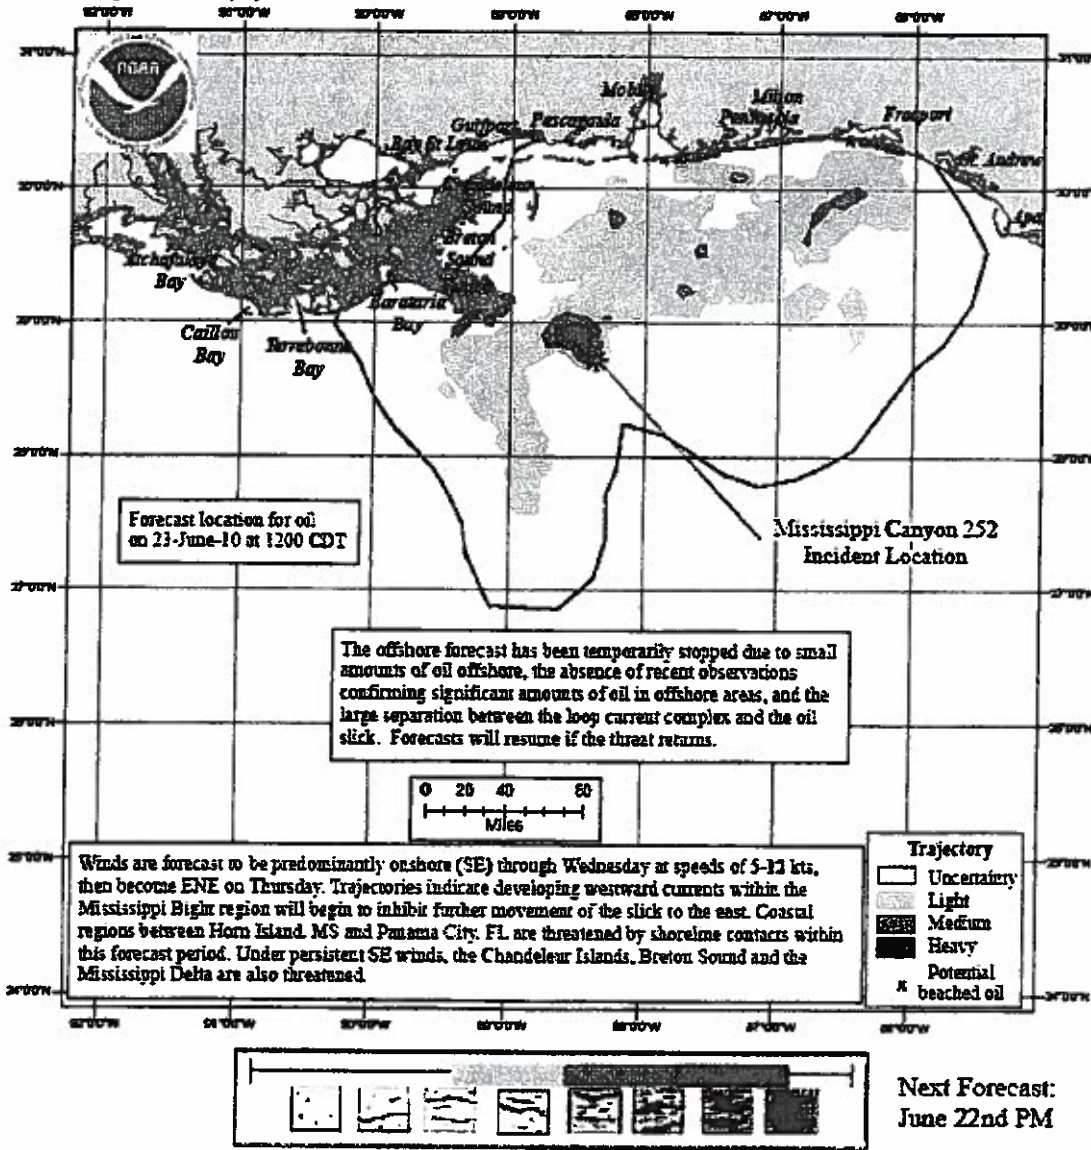 NOAA
Mobile
Milton
Pensacola
Freeport
Gulfport
Pascagoula
Bay St Louis
St. Andrew
Chandeleur
Sound
Breton
Sound
Atchafalaya
Bay
Barataria
Bay
Caillou
Bay
Terrebonne
Bay
Forecast location for oil
on 23-June-10 at 1200 CDT
Mississippi Canyon 252
Incident Location
The offshore forecast has been temporarily stopped due to small
amounts of oil offshore, the absence of recent observations
confirming significant amounts of oil in offshore areas, and the
large separation between the loop current complex and the oil
slick. Forecasts will resume if the threat returns.
0 20 40 80
Miles
Winds are forecast to be predominantly onshore (SE) through Wednesday at speeds of 5-12 kts,
then become ENE on Thursday. Trajectories indicate developing westward currents within the
Mississippi Bight region will begin to inhibit further movement of the slick to the east. Coastal
regions between Horn Island, MS and Panama City, FL are threatened by shoreline contacts within
this forecast period. Under persistent SE winds, the Chandeleur Islands, Breton Sound and the
Mississippi Delta are also threatened.
Trajectory
Uncertainty
Light
Medium
Heavy
x Potential
beached oil
Next Forecast:
June 22nd PM